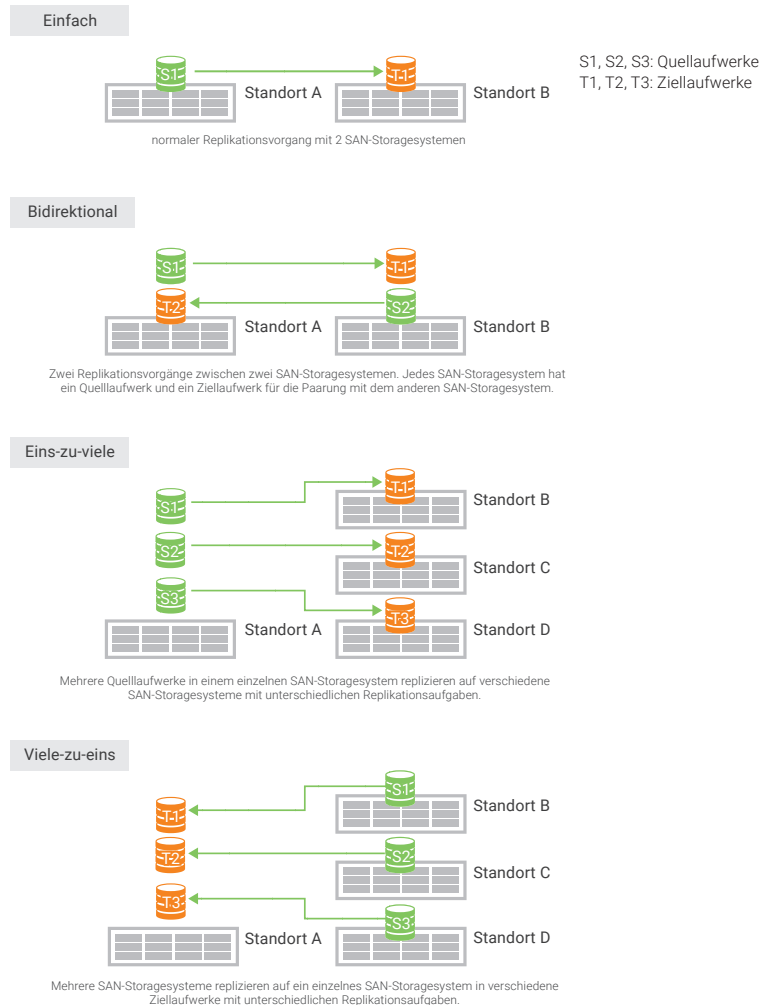 Einfach
S1
T1
Standort A
Standort B
S1, S2, S3: Quellaufwerke
T1, T2, T3: Ziellaufwerke
normaler Replikationsvorgang mit 2 SAN-Storagesystemen
Bidirektional
S1
T1
T2
S2
Standort A
Standort B
Zwei Replikationsvorgänge zwischen zwei SAN-Storagesystemen. Jedes SAN-Storagesystem hat
ein Quelllaufwerk und ein Ziellaufwerk für die Paarung mit dem anderen SAN-Storagesystem.
Eins-zu-viele
S1
T1
Standort B
S2
T2
Standort C
S3
T3
Standort A
Standort D
Mehrere Quelllaufwerke in einem einzelnen SAN-Storagesystem replizieren auf verschiedene
SAN-Storagesysteme mit unterschiedlichen Replikationsaufgaben.
Viele-zu-eins
T1
S1
Standort B
T2
S2
Standort C
T3
S3
Standort A
Standort D
Mehrere SAN-Storagesysteme replizieren auf ein einzelnes SAN-Storagesystem in verschiedene
Ziellaufwerke mit unterschiedlichen Replikationsaufgaben.